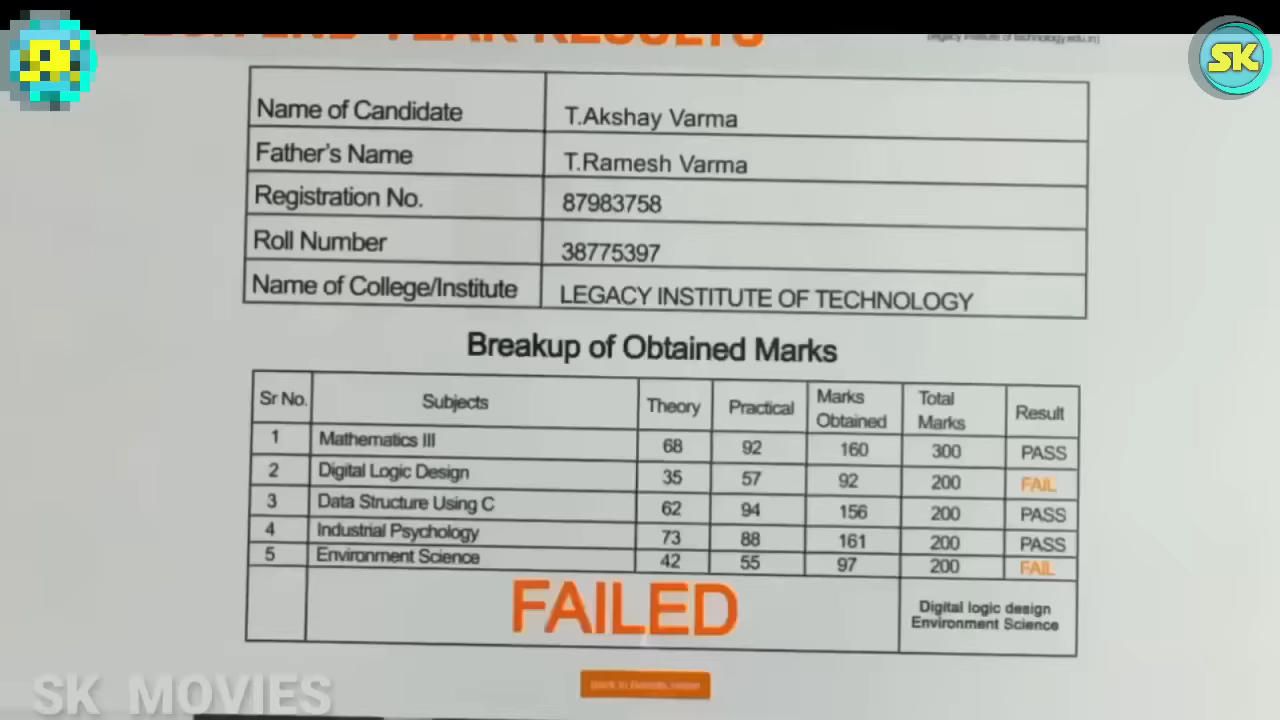 END YEAR RESULTS
SK
Name of Candidate T.Akshay Varma
Father's Name T.Ramesh Varma
Registration No. 87983758
Roll Number 38775397
Name of College/Institute LEGACY INSTITUTE OF TECHNOLOGY
Breakup of Obtained Marks
Sr No. Subjects Theory Practical Marks Obtained Total Marks Result
1 Mathematics III 68 92 160 300 PASS
2 Digital Logic Design 35 57 92 200 FAIL
3 Data Structure Using C 62 94 156 200 PASS
4 Industrial Psychology 73 88 161 200 PASS
5 Environment Science 42 55 97 200 FAIL
FAILED
Digital logic design
Environment Science
SK MOVIES